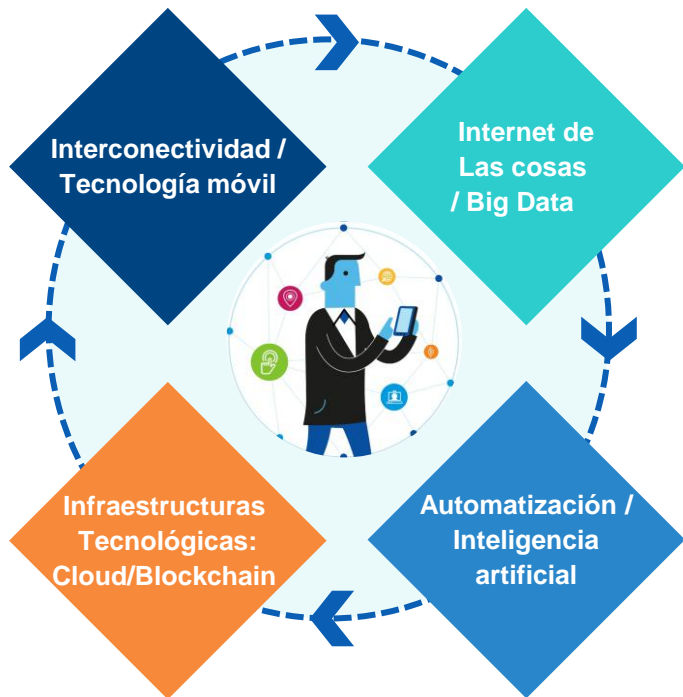 Interconectividad /
Tecnología móvil
Internet de
Las cosas
/ Big Data
Infraestructuras
Tecnológicas:
Cloud/Blockchain
Automatización /
Inteligencia
artificial